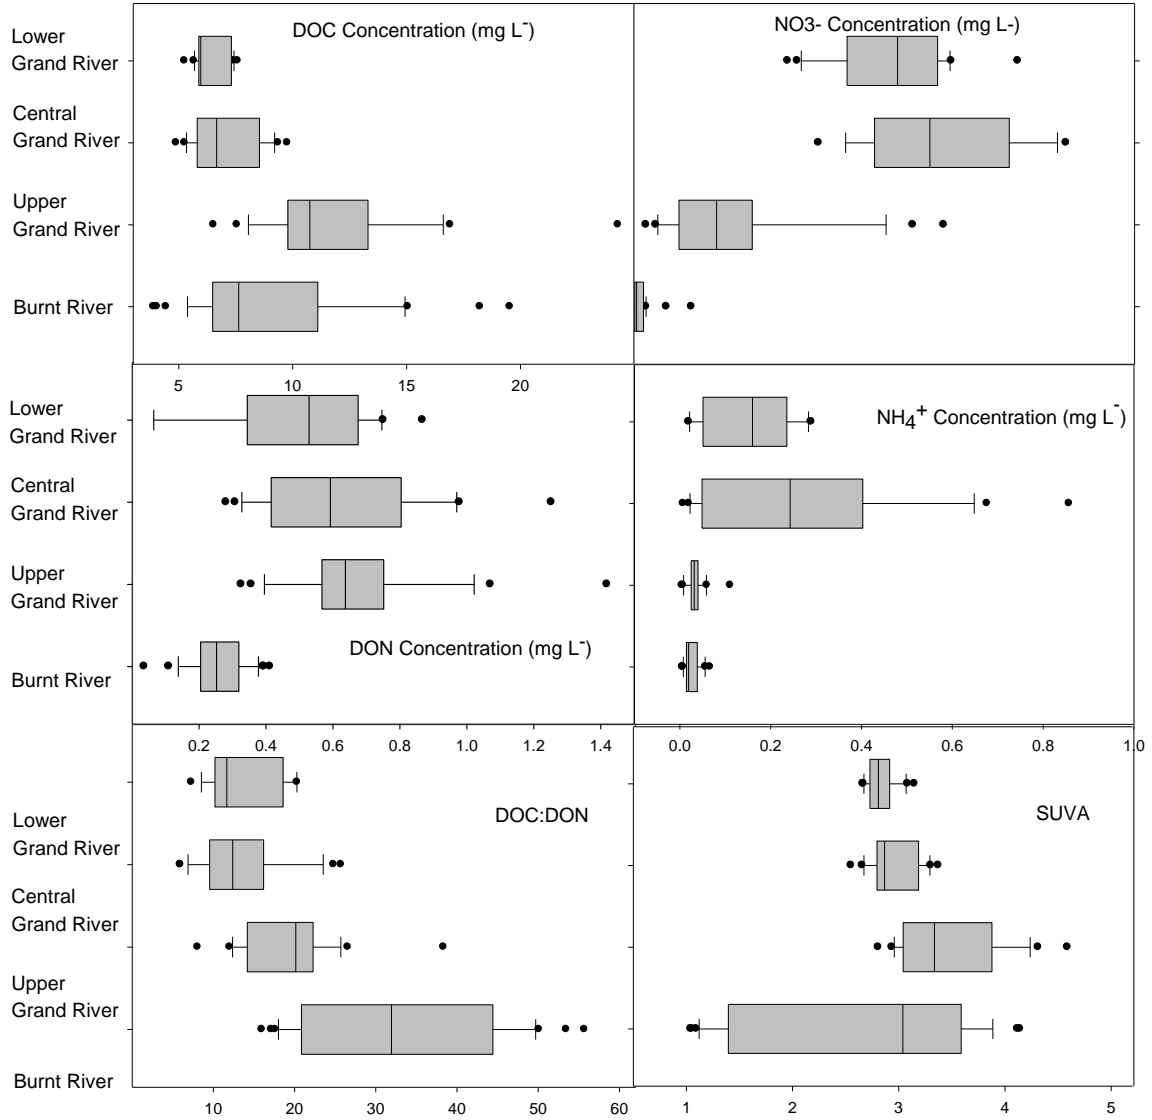 DOC Concentration (mg L-)
NO3- Concentration (mg L-)
Lower
Grand River
Central
Grand River
Upper
Grand River
Burnt River
5 10 15 20
Lower
Grand River
Central
Grand River
Upper
Grand River
Burnt River
DON Concentration (mg L-)
NH4+ Concentration (mg L-)
0.2 0.4 0.6 0.8 1.0 1.2 1.4
0.0 0.2 0.4 0.6 0.8 1.0
DOC:DON
SUVA
Lower
Grand River
Central
Grand River
Upper
Grand River
Burnt River
10 20 30 40 50 60
1 2 3 4 5